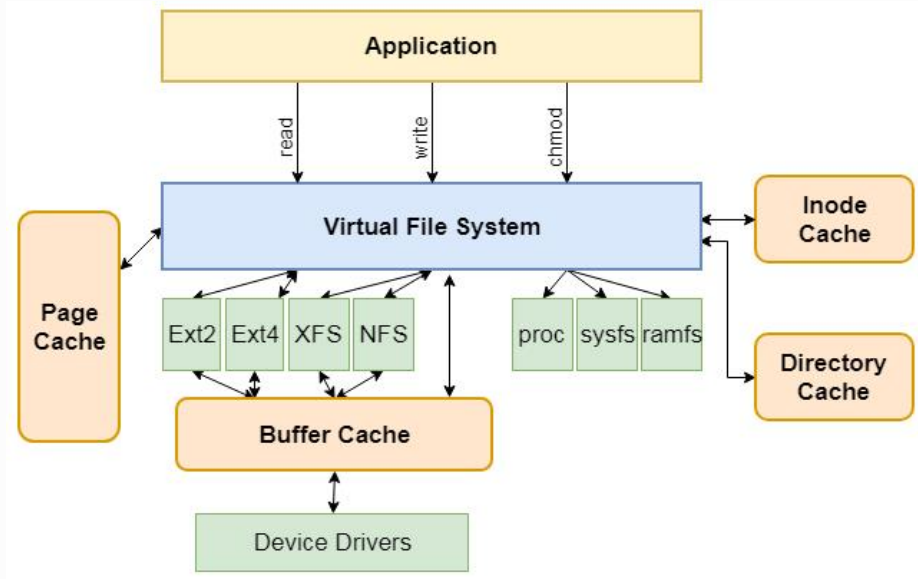 Application
read
write
chmod
Virtual File System
Inode
Cache
Page
Cache
Ext2
Ext4
XFS
NFS
proc
sysfs
ramfs
Directory
Cache
Buffer Cache
Device Drivers